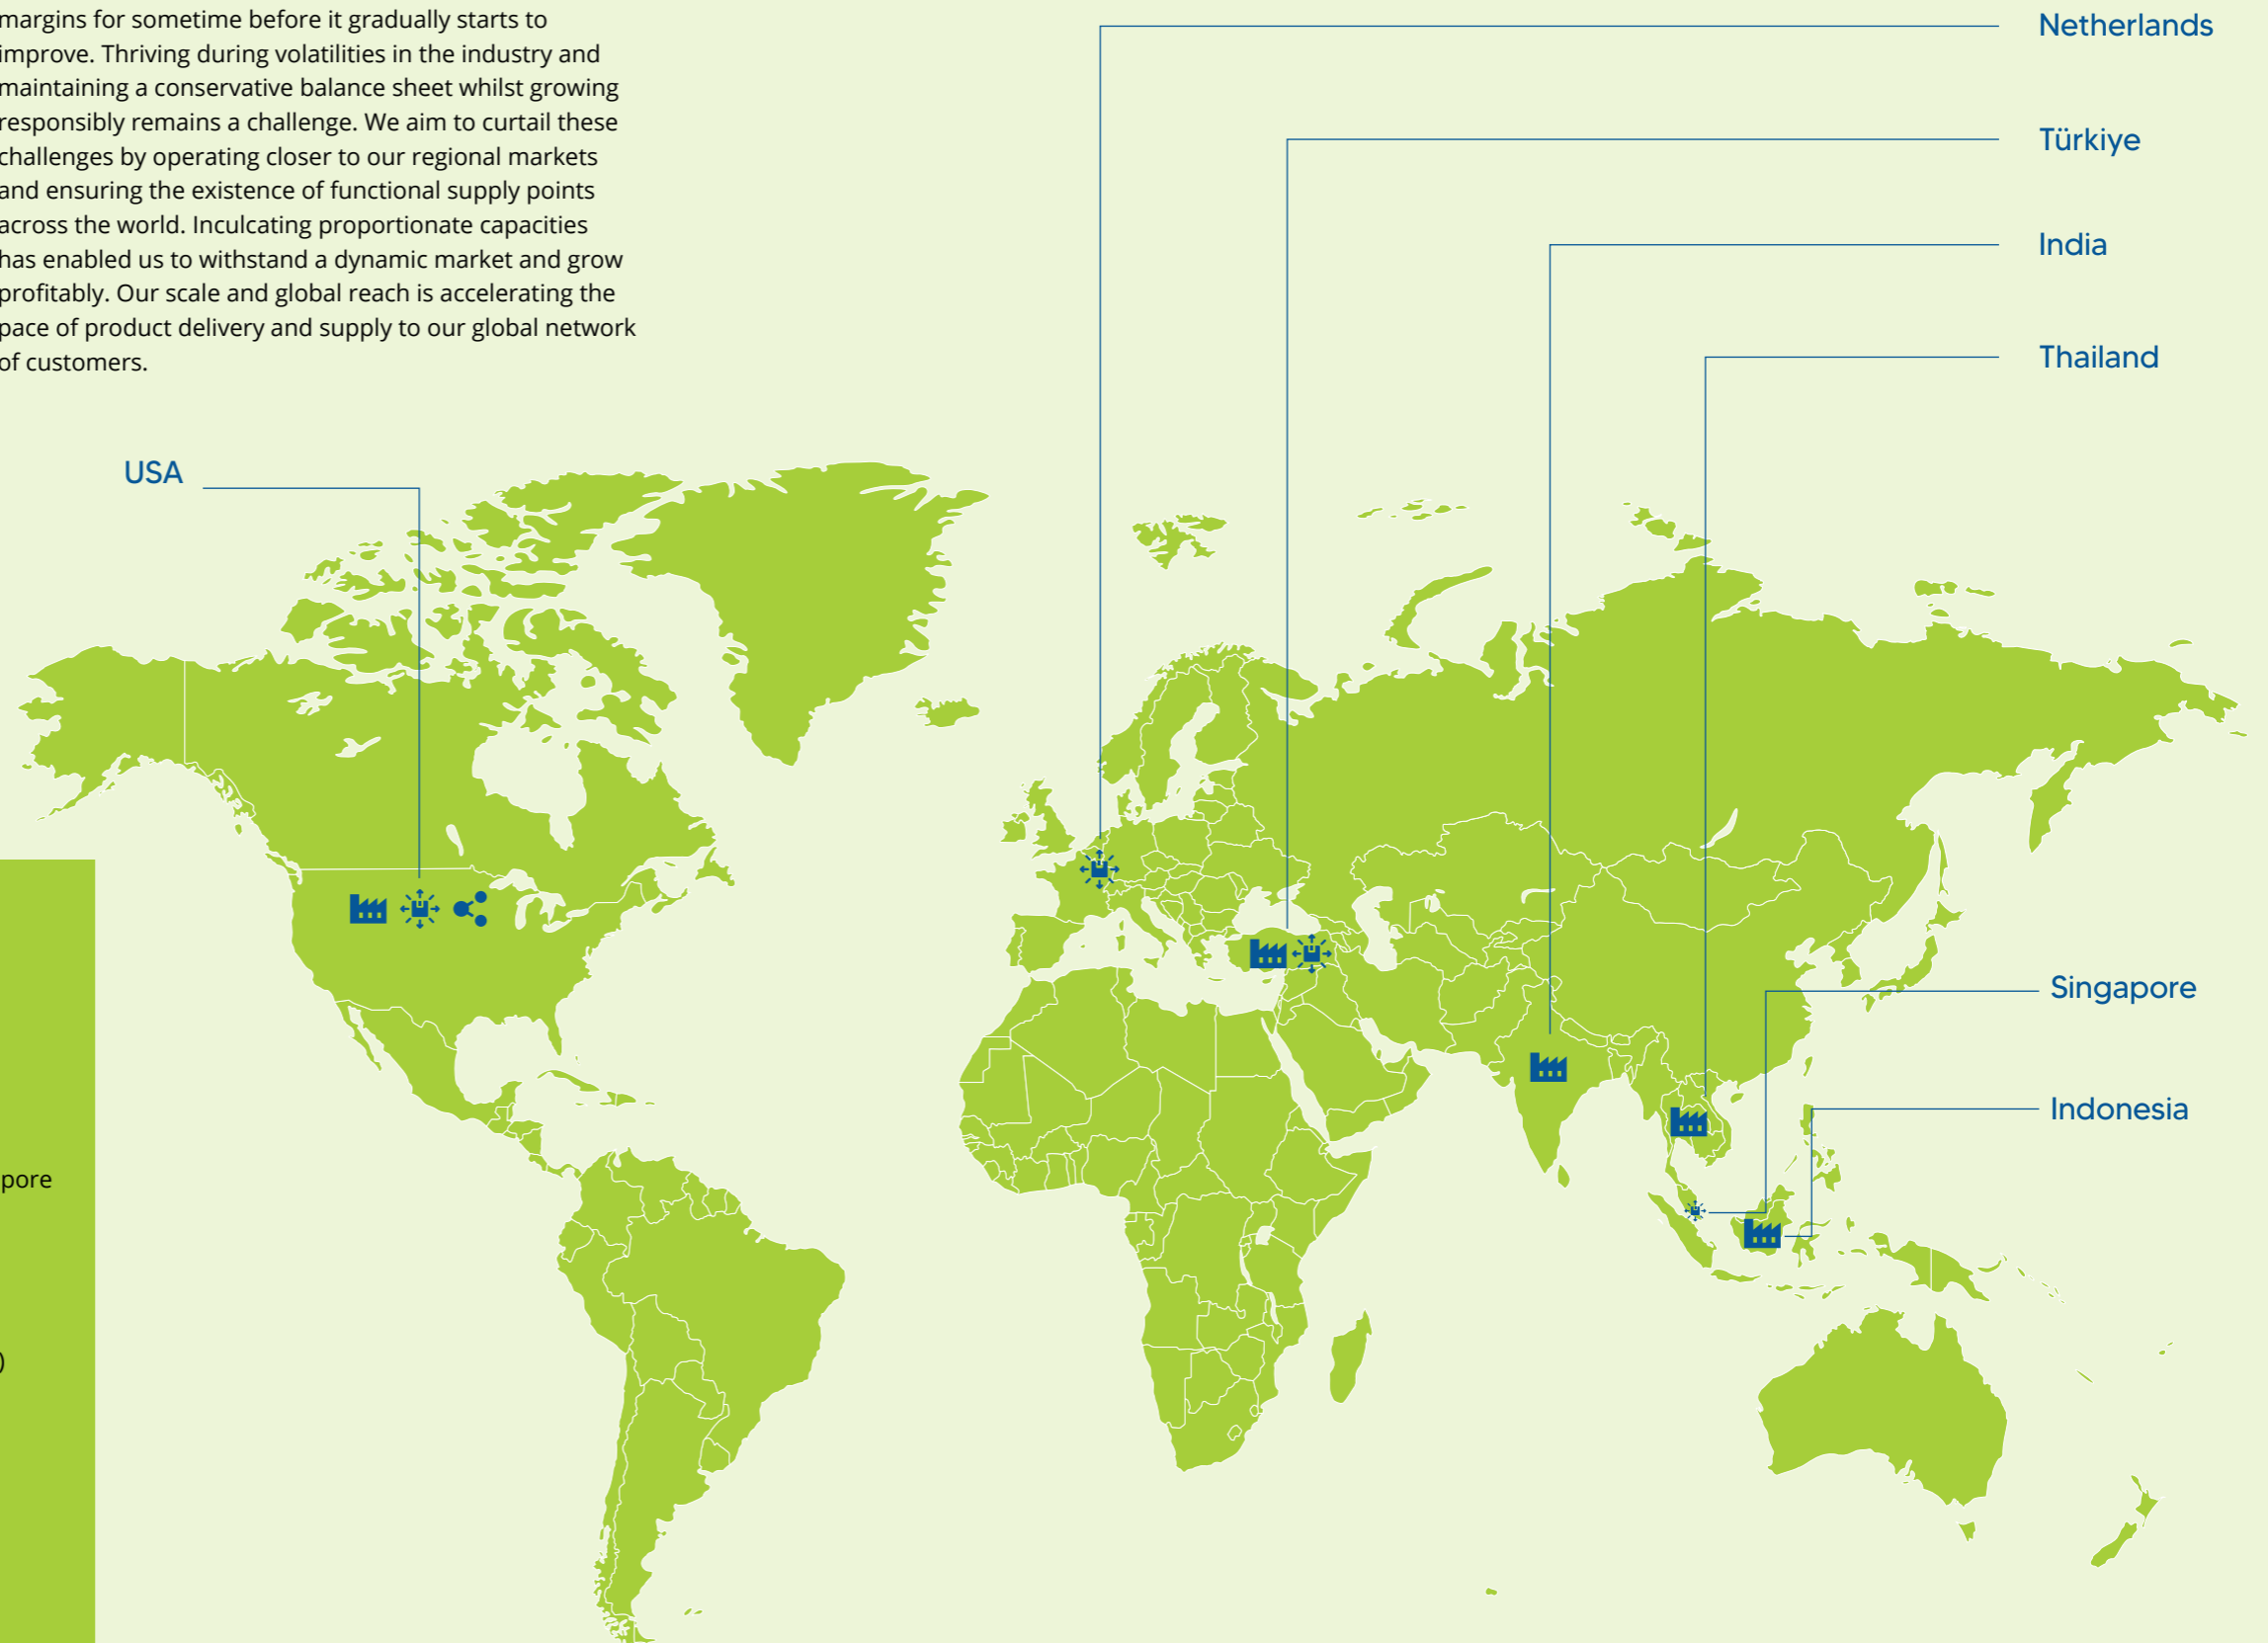 margins for sometime before it gradually starts to
improve. Thriving during volatilities in the industry and
maintaining a conservative balance sheet whilst growing
responsibly remains a challenge. We aim to curtail these
challenges by operating closer to our regional markets
and ensuring the existence of functional supply points
across the world. Inculcating proportionate capacities
has enabled us to withstand a dynamic market and grow
profitably. Our scale and global reach is accelerating the
pace of product delivery and supply to our global network
of customers.
Netherlands
Türkiye
India
Thailand
USA
Singapore
Indonesia
pore
)